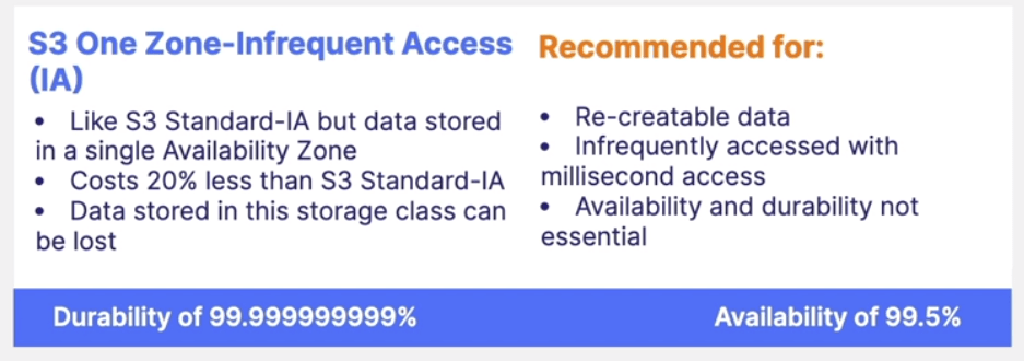 S3 One Zone-Infrequent Access
(IA)
• Like S3 Standard-IA but data stored
in a single Availability Zone
• Costs 20% less than S3 Standard-IA
• Data stored in this storage class can
be lost
Recommended for:
• Re-creatable data
• Infrequently accessed with
millisecond access
• Availability and durability not
essential
Durability of 99.999999999%
Availability of 99.5%